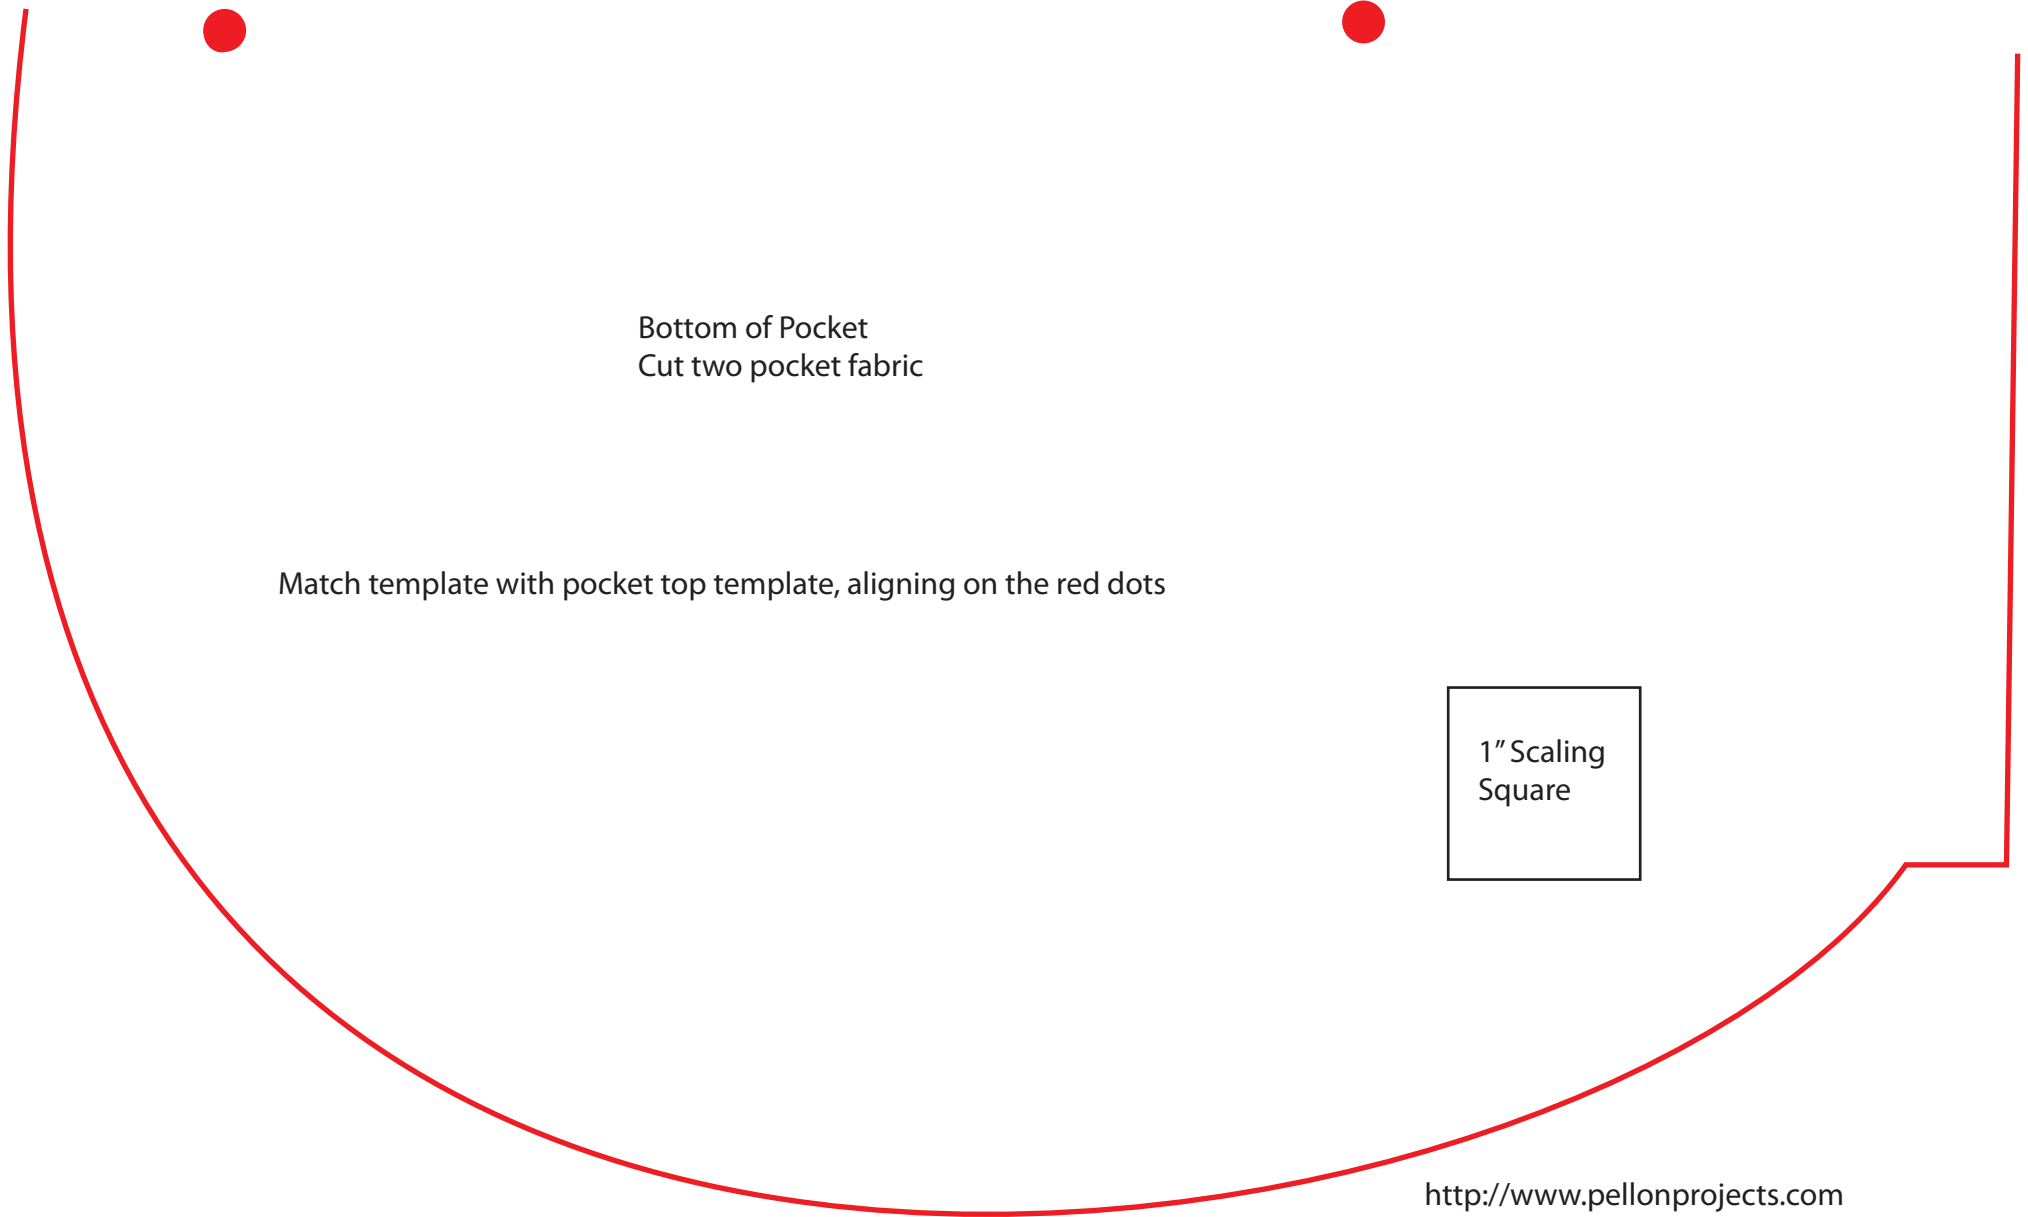 Bottom of Pocket
Cut two pocket fabric
Match template with pocket top template, aligning on the red dots
1” Scaling
Square
http://www.pellonprojects.com